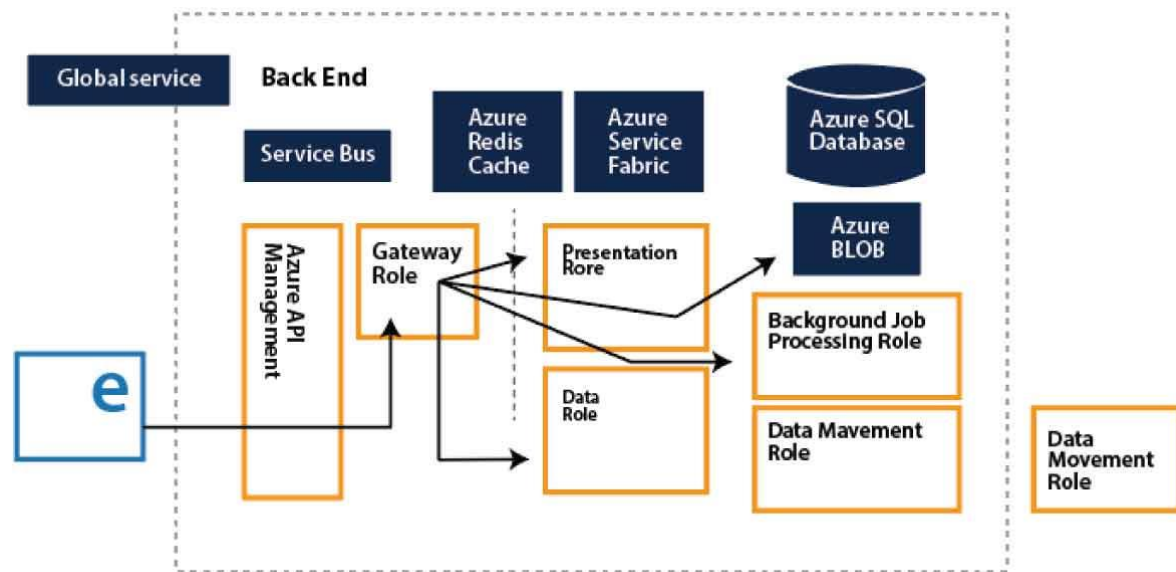 Global service
Back End
Service Bus
Azure
Redis
Cache
Azure
Service
Fabric
Azure SQL
Database
Azure
BLOB
Azure API
Management
Gateway
Role
Presentation
Rore
Data
Role
Background Job
Processing Role
Data Mavement
Role
Data
Movement
Role
e